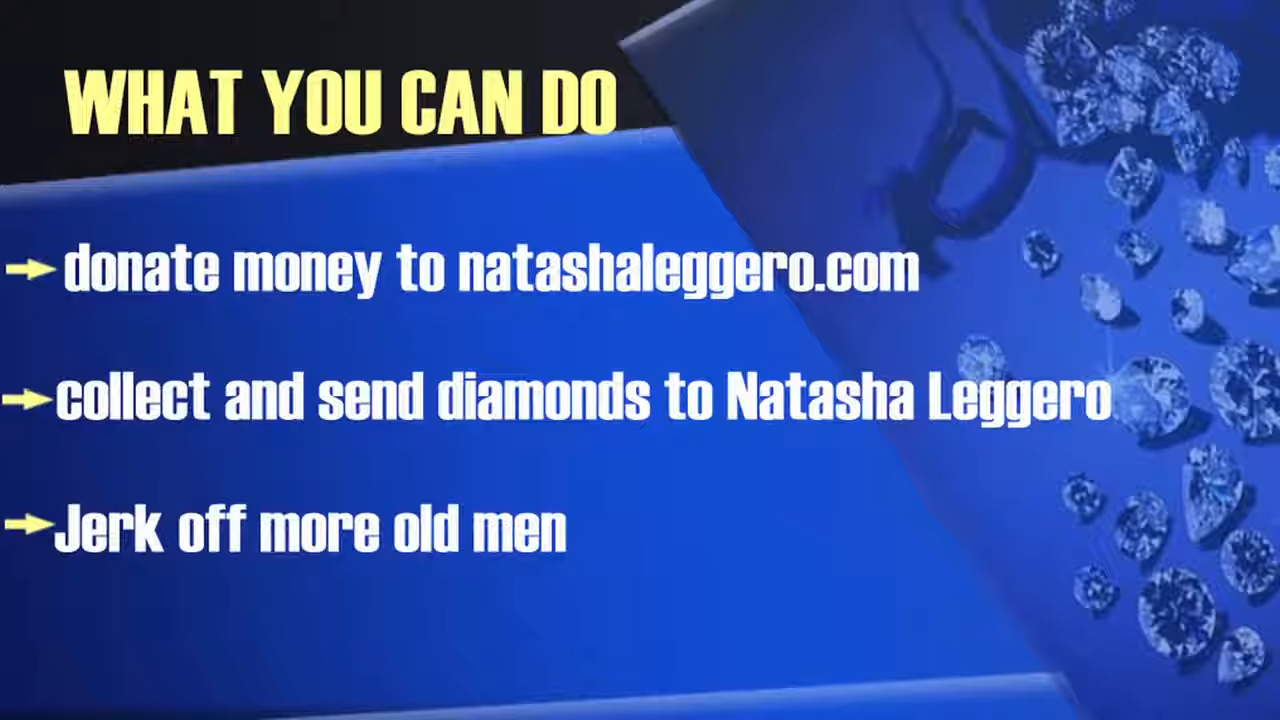 WHAT YOU CAN DO
donate money to natashaleggero.com
collect and send diamonds to Natasha Leggero
Jerk off more old men